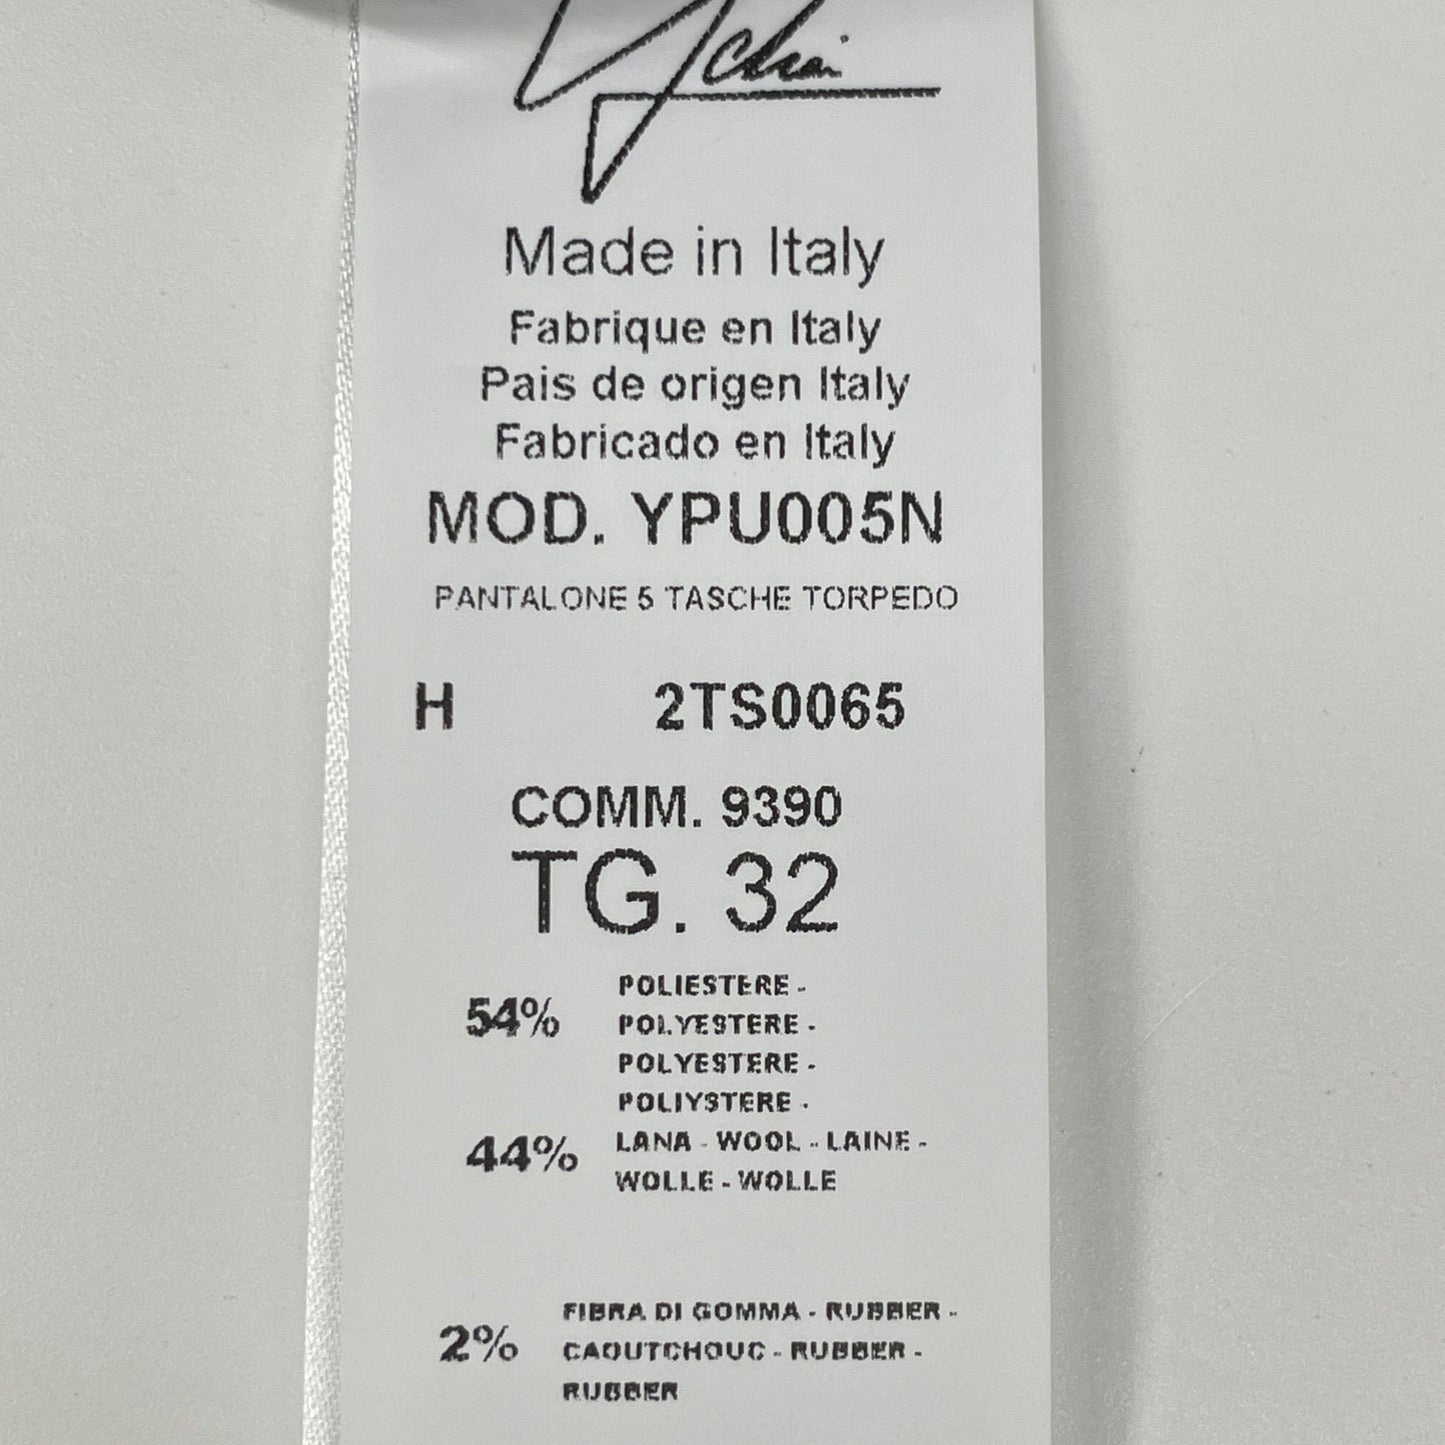 Made in Italy
Fabrique en Italy
Pais de origen Italy
Fabricado en Italy
MOD. YPU005N
PANTALONE 5 TASCHE TORPEDO
H 2TS0065
COMM. 9390
TG. 32
54% POLIESTERE -
POLYESTERE -
POLYESTERE -
POLIYSTERE -
44% LANA - WOOL - LAINE -
WOLLE - WOLLE
2% FIBRA DI GOMMA - RUBBER -
CAOUTCHOUC - RUBBER -
RUBBER